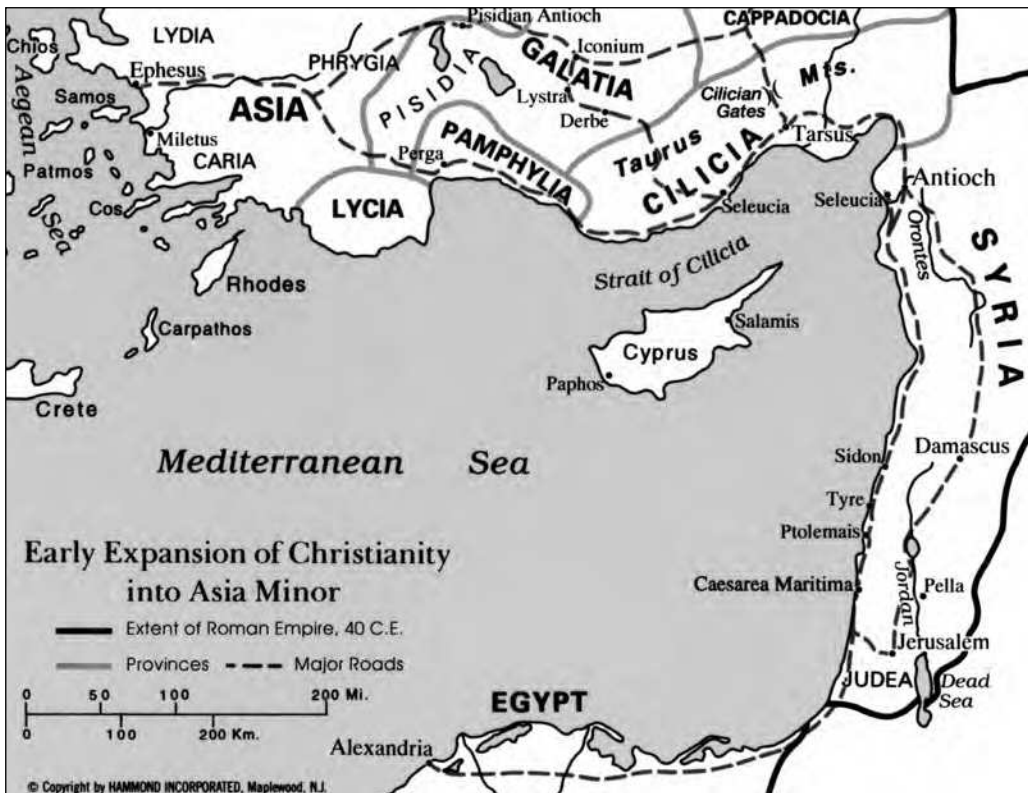 Pisidian Antioch
CAPPADOCIA
LYDIA
Chios
PHRYGIA
Iconium
Ephesus
GALATIA
Mts.
Aegean
Sea
PISIDIA
Samos
ASIA
Lystra
Cilician
Gates
Derbe
Miletus
Tarsus
CARIA
PAMPHYLIA
Taurus
Patmos
Perga
CILICIA
Antioch
Cos
LYCIA
Seleucia
Seleucia
Orontes
SYRIA
Strait of Cilicia
Rhodes
Carpathos
Salamis
Cyprus
Paphos
Crete
Mediterranean Sea
Damascus
Sidon
Tyre
Ptolemais
Early Expansion of Christianity
into Asia Minor
Caesarea Maritima
Pella
Jordan
Extent of Roman Empire, 40 C.E.
Jerusalem
Provinces
Major Roads
JUDEA
Dead
Sea
0 50 100 200 Mi.
EGYPT
0 100 200 Km.
Alexandria
© Copyright by HAMMOND INCORPORATED, Maplewood, N.J.